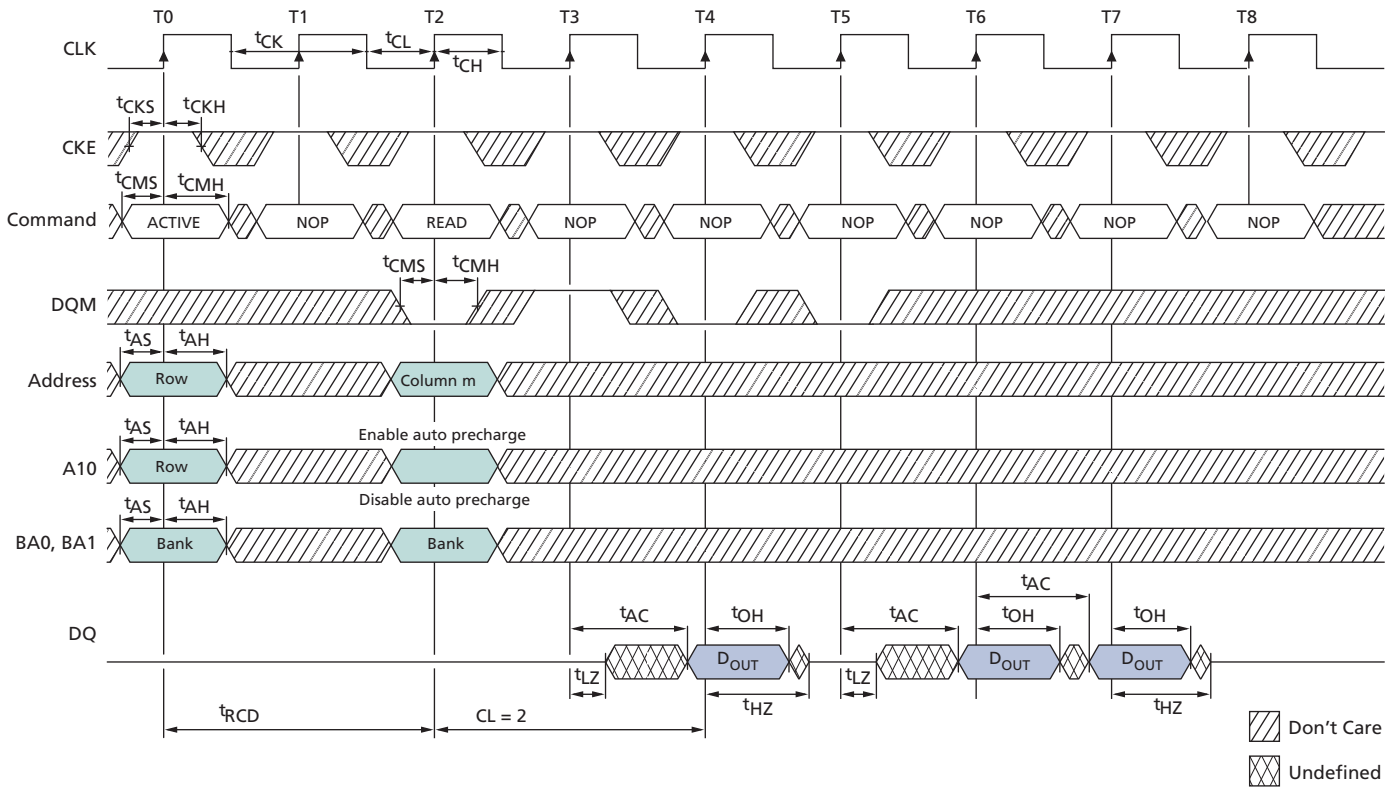 T0 T1 T2 T3 T4 T5 T6 T7 T8
CLK tCK tCL
tCH
tCKS tCKH
CKE
tCMS tCMH
Command ACTIVE NOP READ NOP NOP NOP NOP NOP NOP
tCMS tCMH
DQM
tAS tAH
Address Row Column m
tAS tAH Enable auto precharge
A10 Row
tAS tAH Disable auto precharge
BA0, BA1 Bank Bank
tAC
tAC tOH tAC tOH tOH
DQ
DOUT DOUT DOUT
tLZ tLZ
tHZ tHZ
tRCD CL = 2
Don't Care
Undefined